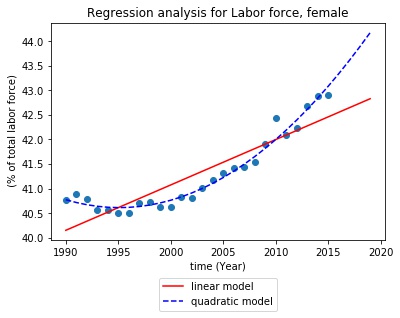 Regression analysis for Labor force, female
44.0
43.5
43.0
42.5
42.0
41.5
41.0
40.5
40.0
(% of total labor force)
1990 1995 2000 2005 2010 2015 2020
time (Year)
linear model
quadratic model